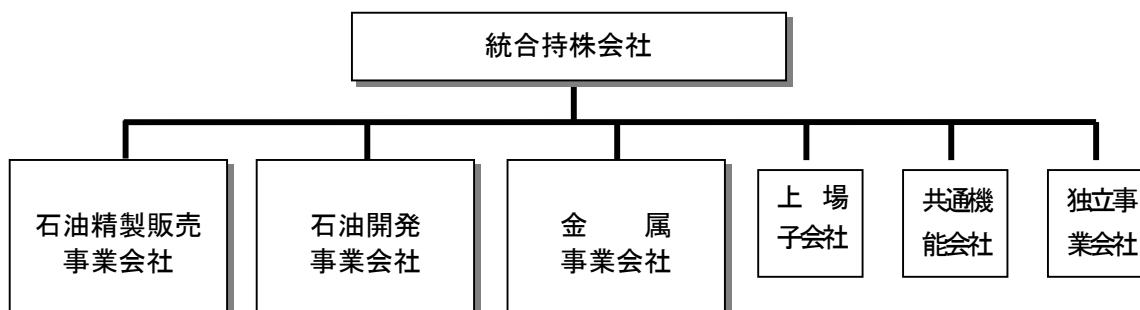 統合持株会社
石油精製販売
事業会社
石油開発
事業会社
金　　属
事業会社
上　場
子会社
共通機
能会社
独立事
業会社